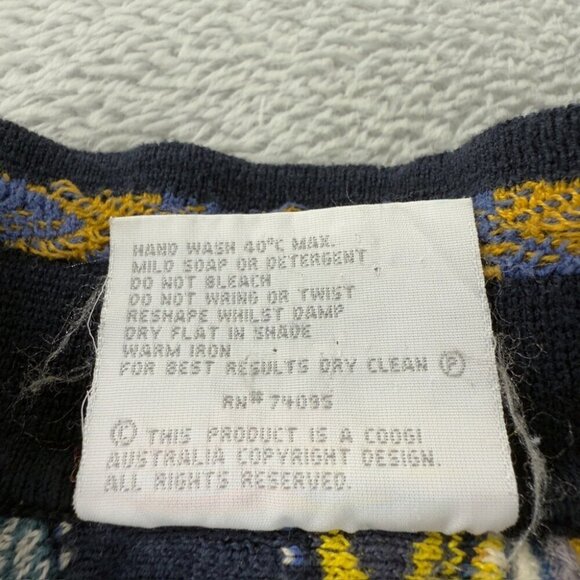 HAND WASH 40°C MAX.
MILD SOAP OR DETERGENT
DO NOT BLEACH
DO NOT WRING OR TWIST
RESHAPE WHILST DAMP
DRY FLAT IN SHADE
WARM IRON
FOR BEST RESULTS DRY CLEAN Ⓟ
RN# 74095
© THIS PRODUCT IS A COOGI
AUSTRALIA COPYRIGHT DESIGN.
ALL RIGHTS RESERVED.